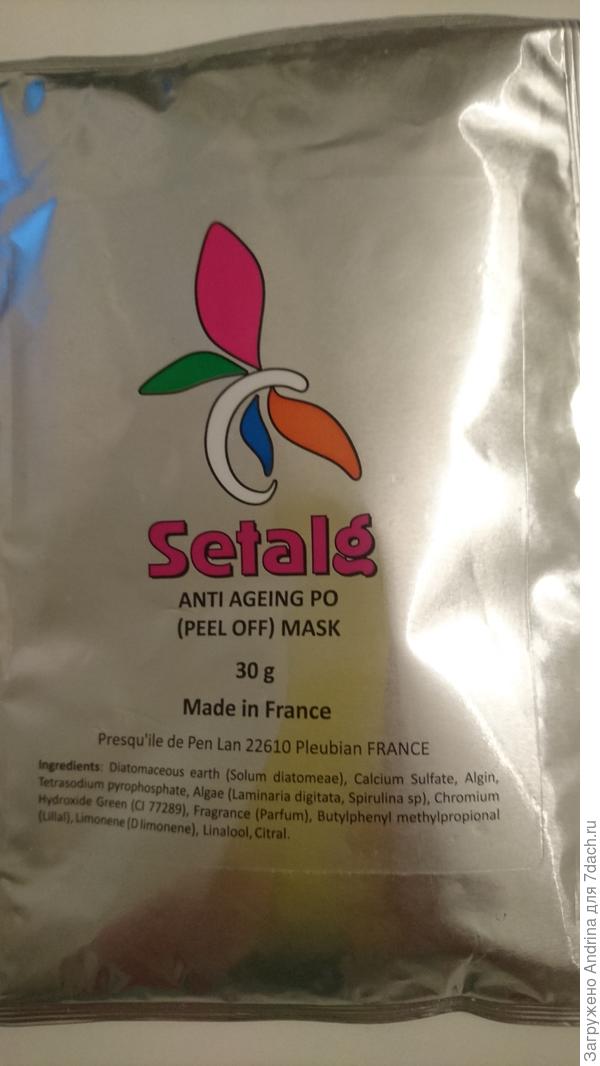 Setalg
ANTI AGEING PO
(PEEL OFF) MASK
30 g
Made in France
Presqu'ile de Pen Lan 22610 Pleubian FRANCE
Ingredients: Diatomaceous earth (Solum diatomeae), Calcium Sulfate, Algin,
Tetrasodium pyrophosphate, Algae (Laminaria digitata, Spirulina sp), Chromium
Hydroxide Green (CI 77289), Fragrance (Parfum), Butylphenyl methylpropional
(Lillal), Limonene (D limonene), Linalool, Citral.
Загружено Andrina для 7dach.ru